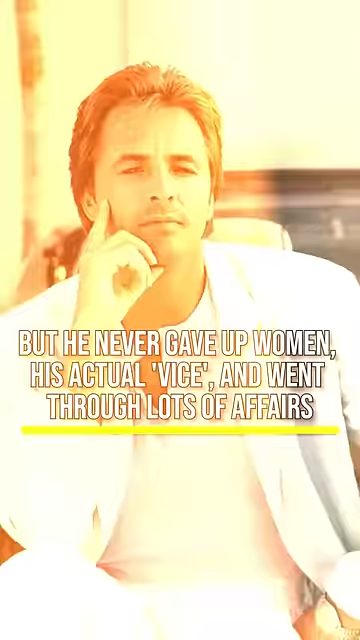 BUT HE NEVER GAVE UP WOMEN,
HIS ACTUAL 'VICE', AND WENT
THROUGH LOTS OF AFFAIRS